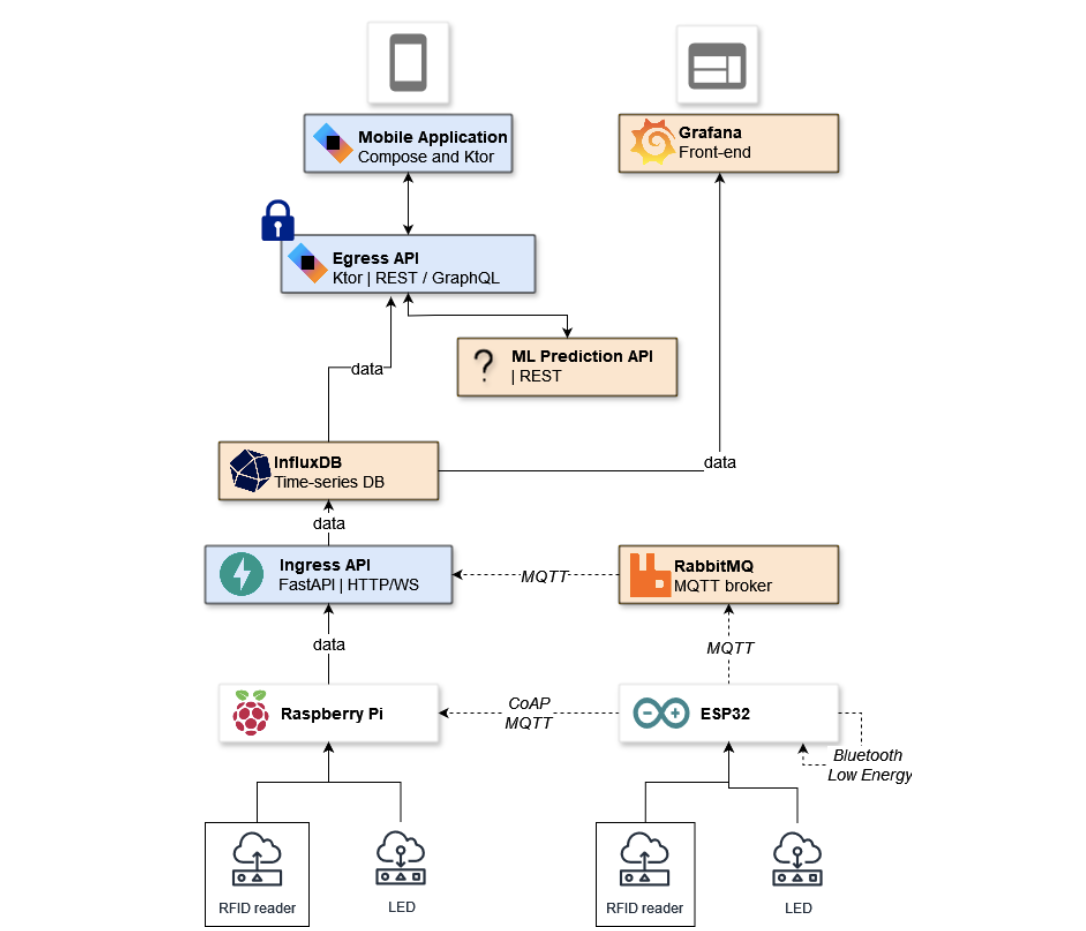 Mobile Application
Compose and Ktor
Grafana
Front-end
Egress API
Ktor | REST / GraphQL
ML Prediction API
| REST
data
InfluxDB
Time-series DB
data
data
Ingress API
FastAPI | HTTP/WS
MQTT
RabbitMQ
MQTT broker
data
MQTT
Raspberry Pi
CoAP
MQTT
ESP32
Bluetooth
Low Energy
RFID reader
LED
RFID reader
LED